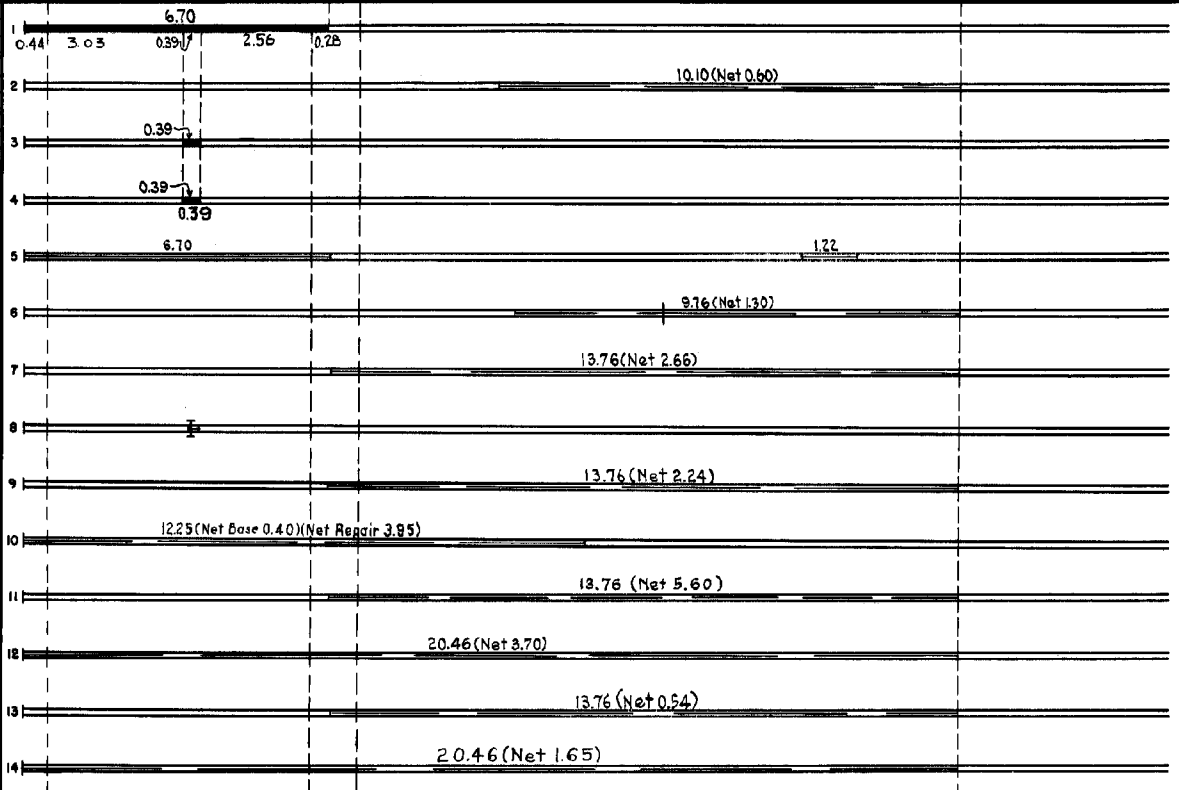 6.70
1
0.44 3.03 0.39 2.56 0.28
10.10 (Net 0.60)
2
0.39
3
0.39
4
0.39
6.70 1.22
5
9.76 (Net 1.30)
6
13.76 (Net 2.66)
7
8
13.76 (Net 2.24)
9
12.25 (Net Base 0.40)(Net Repair 3.95)
10
13.76 (Net 5.60)
11
20.46 (Net 3.70)
12
13.76 (Net 0.54)
13
20.46 (Net 1.65)
14